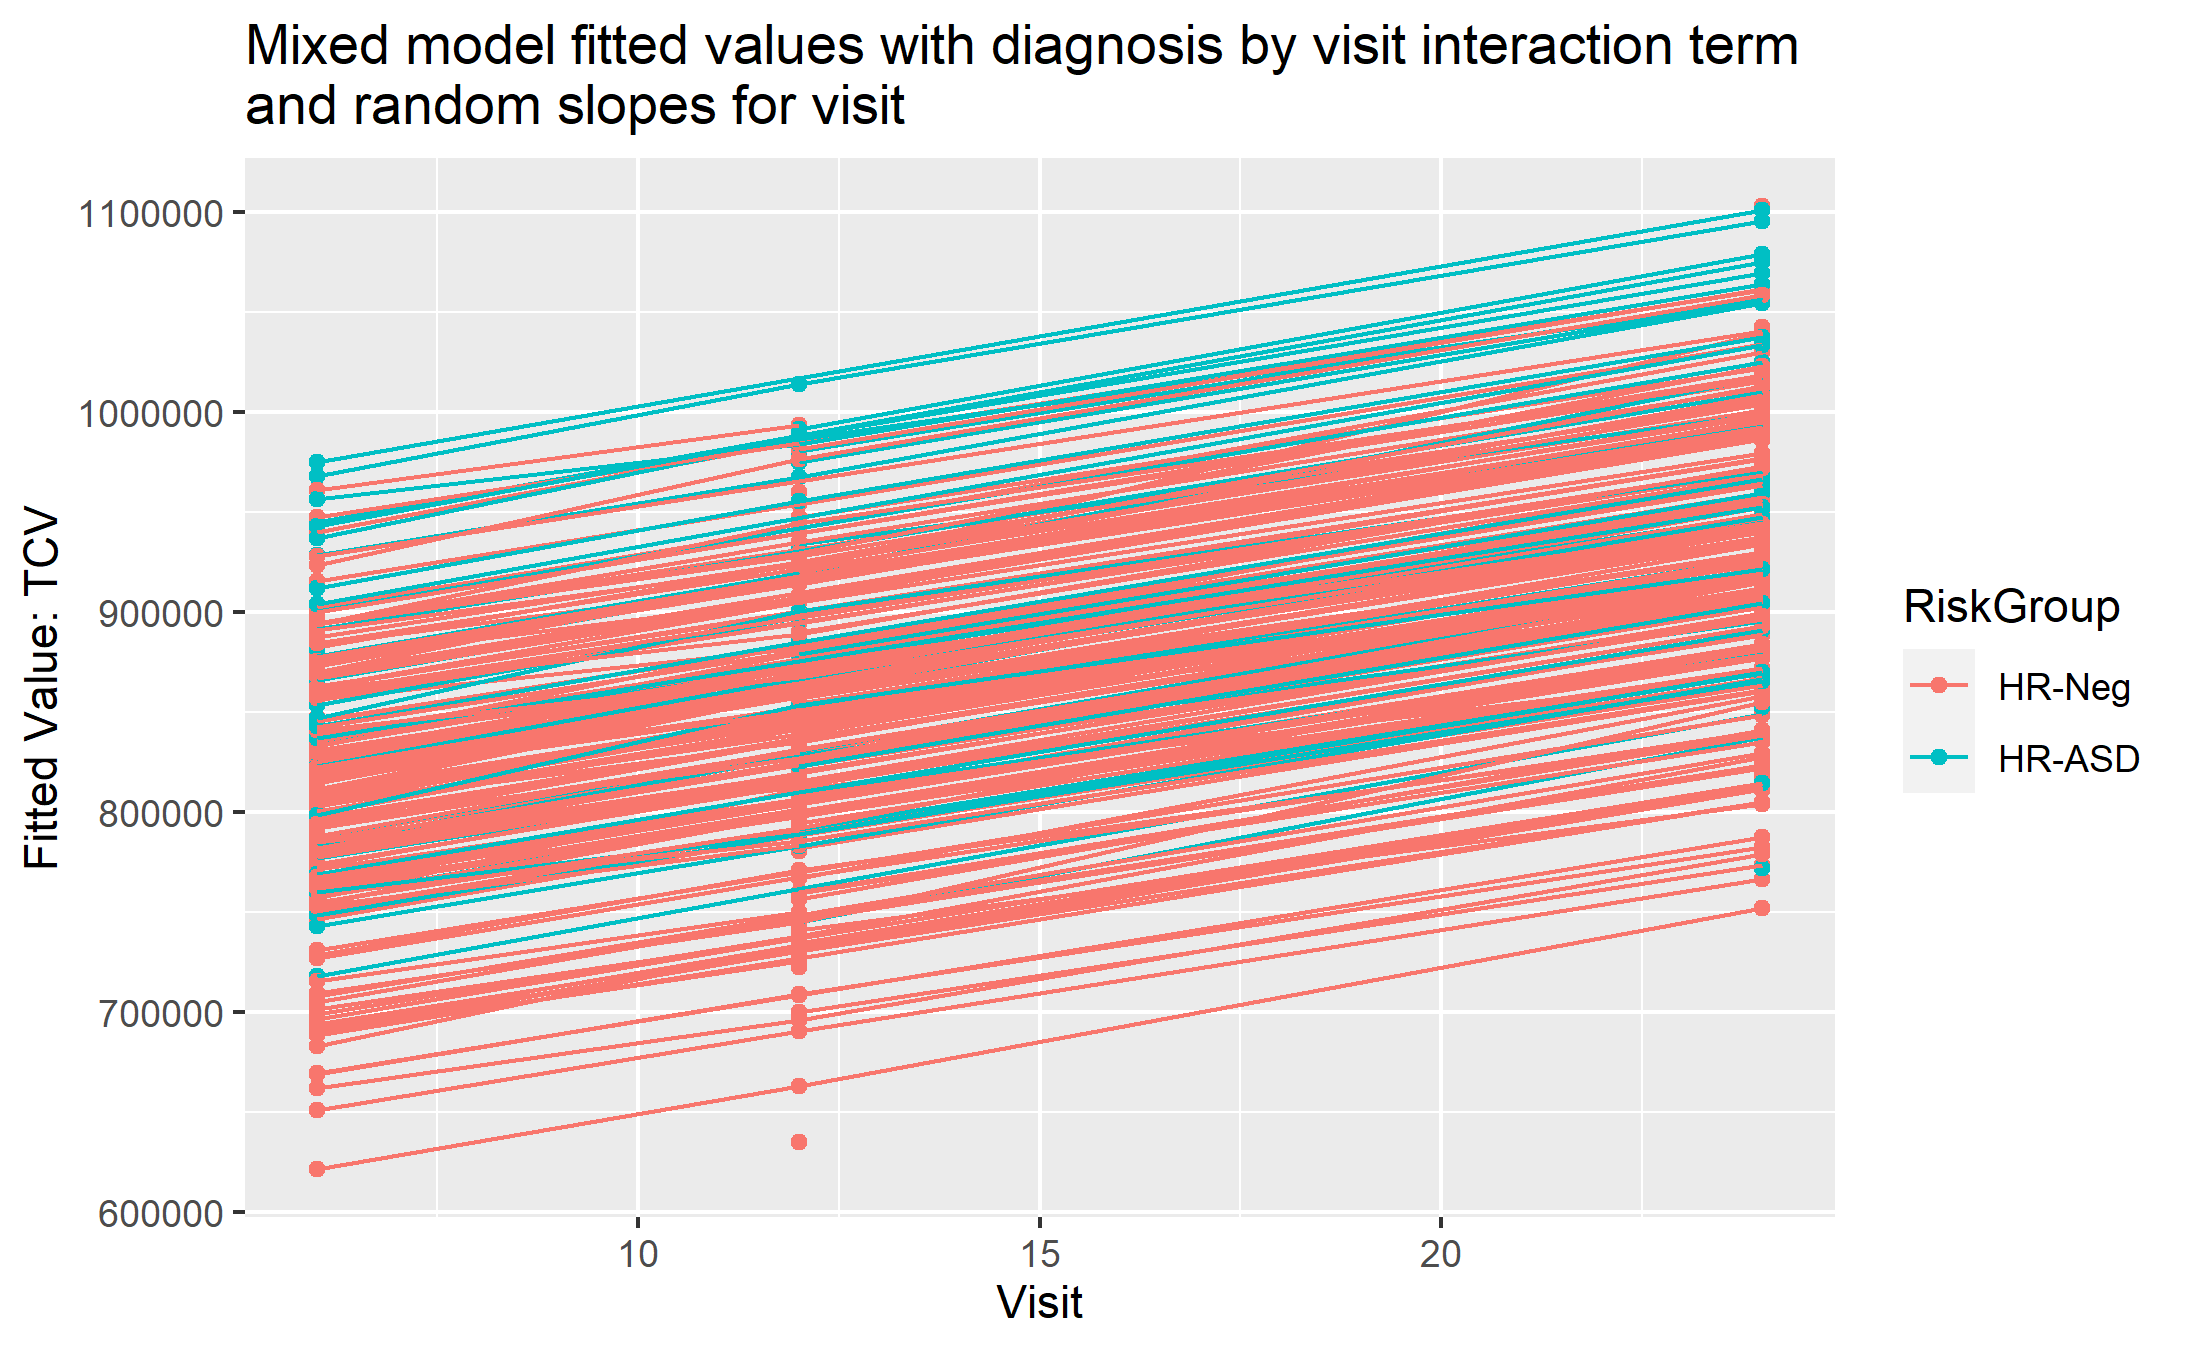 Mixed model fitted values with diagnosis by visit interaction term
and random slopes for visit
1100000
1000000
900000
800000
700000
600000
Fitted Value: TCV
10
15
20
Visit
RiskGroup
HR-Neg
HR-ASD